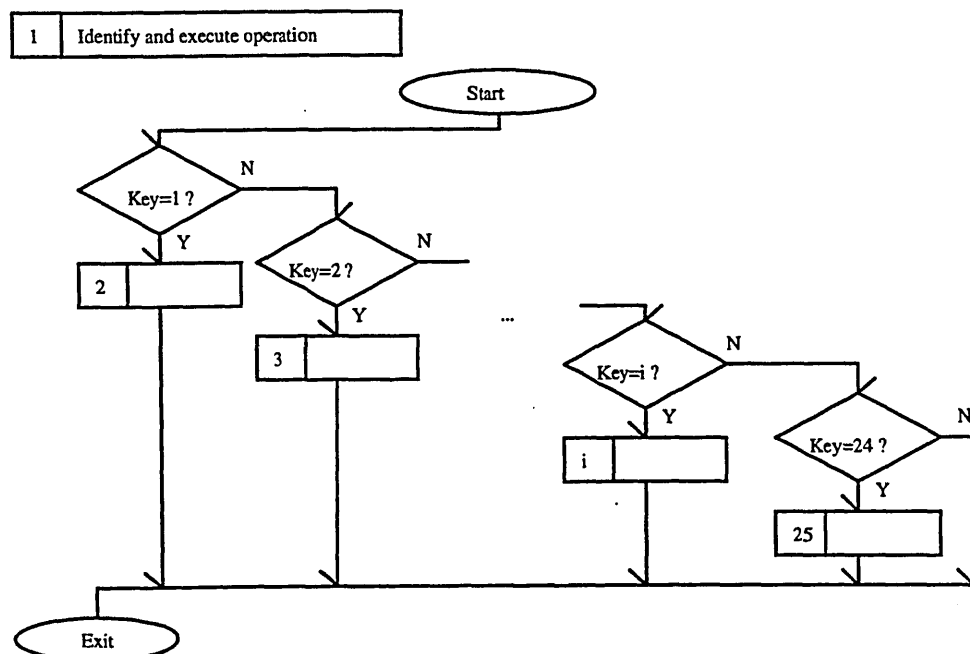 1 Identify and execute operation
Start
Key=1 ?
N
Y
2
Key=2 ?
N
Y
3
...
Key=i ?
N
Y
i
Key=24 ?
N
Y
25
Exit